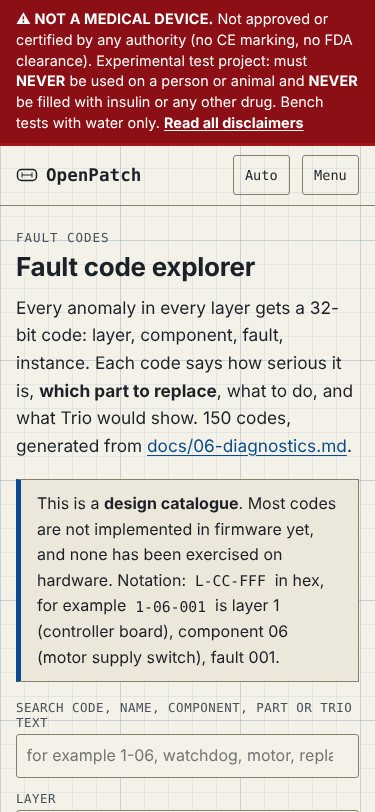 ⚠ NOT A MEDICAL DEVICE. Not approved or
certified by any authority (no CE marking, no FDA
clearance). Experimental test project: must
NEVER be used on a person or animal and NEVER
be filled with insulin or any other drug. Bench
tests with water only. Read all disclaimers
OpenPatch
Auto
Menu
FAULT CODES
Fault code explorer
Every anomaly in every layer gets a 32-
bit code: layer, component, fault,
instance. Each code says how serious it
is, which part to replace, what to do, and
what Trio would show. 150 codes,
generated from docs/06-diagnostics.md.
This is a design catalogue. Most codes
are not implemented in firmware yet,
and none has been exercised on
hardware. Notation: L-CC-FFF in hex,
for example 1-06-001 is layer 1
(controller board), component 06
(motor supply switch), fault 001.
SEARCH CODE, NAME, COMPONENT, PART OR TRIO
TEXT
for example 1-06, watchdog, motor,
LAYER